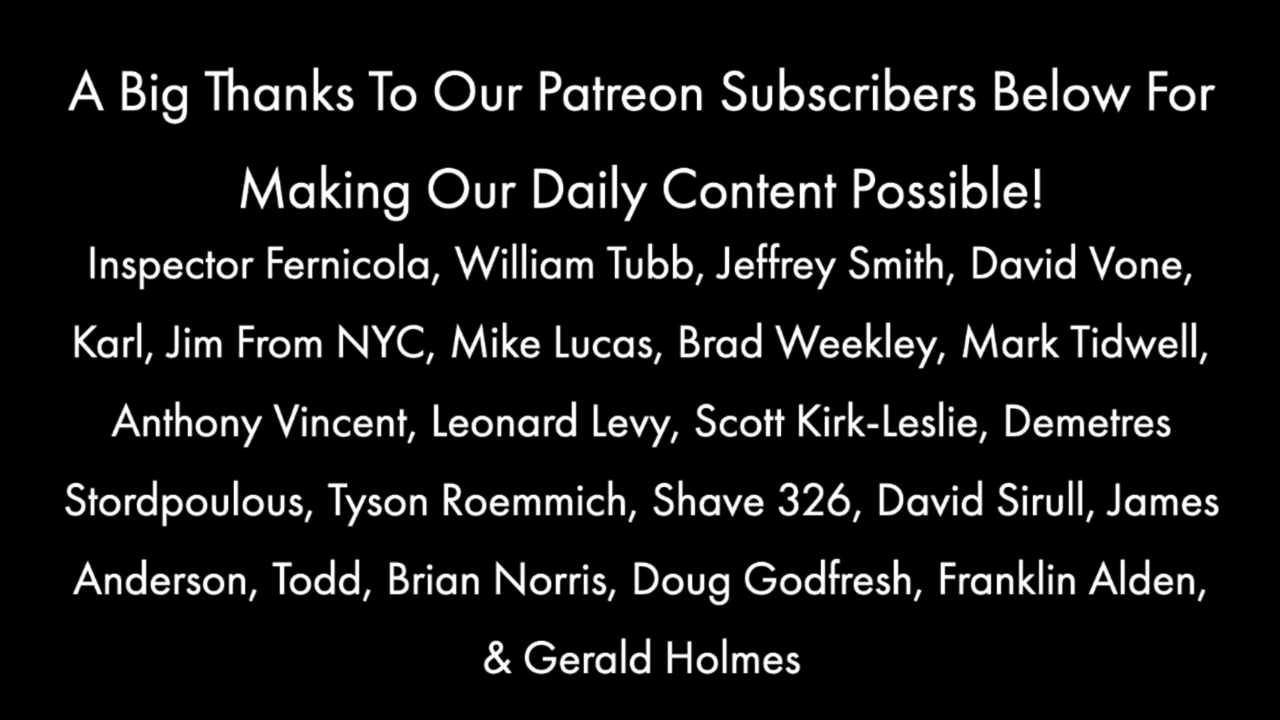 A Big Thanks To Our Patreon Subscribers Below For
Making Our Daily Content Possible!
Inspector Fernicola, William Tubb, Jeffrey Smith, David Vone,
Karl, Jim From NYC, Mike Lucas, Brad Weekley, Mark Tidwell,
Anthony Vincent, Leonard Levy, Scott Kirk-Leslie, Demetres
Stordpoulous, Tyson Roemmich, Shave 326, David Sirull, James
Anderson, Todd, Brian Norris, Doug Godfresh, Franklin Alden,
& Gerald Holmes